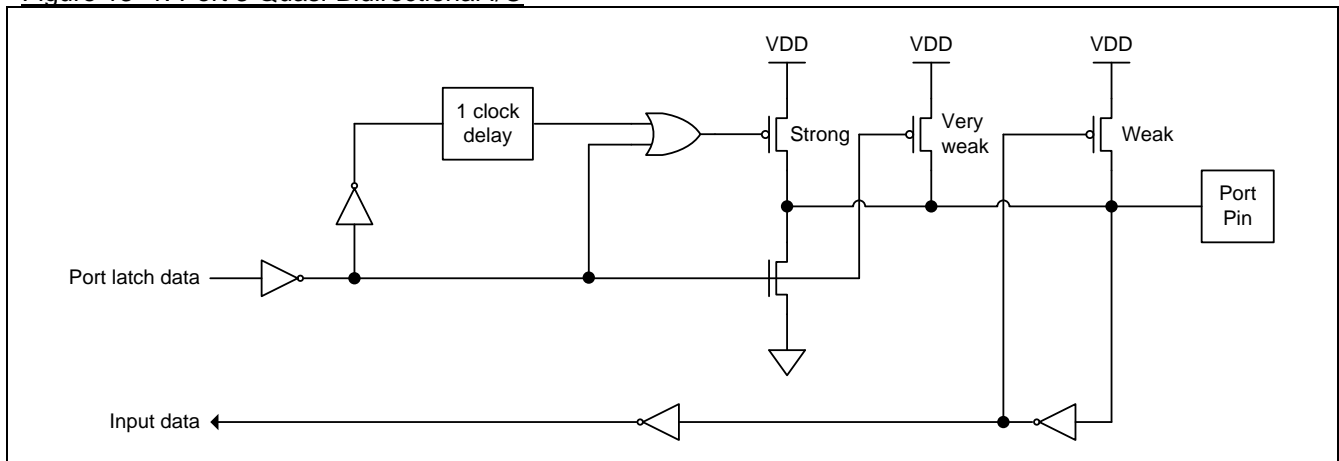 VDD
VDD
VDD
1 clock
delay
Strong
Very
weak
Weak
Port
Pin
Port latch data
Input data